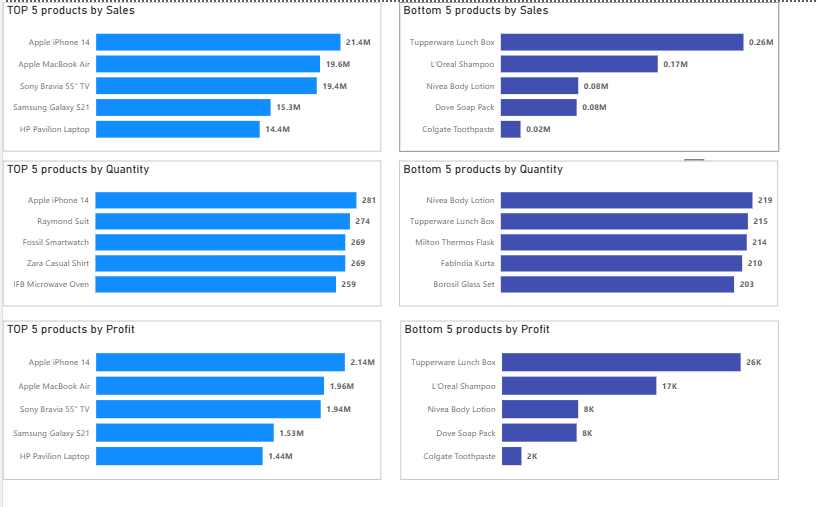 TOP 5 products by Sales
Apple iPhone 14 21.4M
Apple MacBook Air 19.6M
Sony Bravia 55" TV 19.4M
Samsung Galaxy S21 15.3M
HP Pavilion Laptop 14.4M
Bottom 5 products by Sales
Tupperware Lunch Box 0.26M
L'Oreal Shampoo 0.17M
Nivea Body Lotion 0.08M
Dove Soap Pack 0.08M
Colgate Toothpaste 0.02M
TOP 5 products by Quantity
Apple iPhone 14 281
Raymond Suit 274
Fossil Smartwatch 269
Zara Casual Shirt 269
IFB Microwave Oven 259
Bottom 5 products by Quantity
Nivea Body Lotion 219
Tupperware Lunch Box 215
Milton Thermos Flask 214
FabIndia Kurta 210
Borosil Glass Set 203
TOP 5 products by Profit
Apple iPhone 14 2.14M
Apple MacBook Air 1.96M
Sony Bravia 55" TV 1.94M
Samsung Galaxy S21 1.53M
HP Pavilion Laptop 1.44M
Bottom 5 products by Profit
Tupperware Lunch Box 26K
L'Oreal Shampoo 17K
Nivea Body Lotion 8K
Dove Soap Pack 8K
Colgate Toothpaste 2K